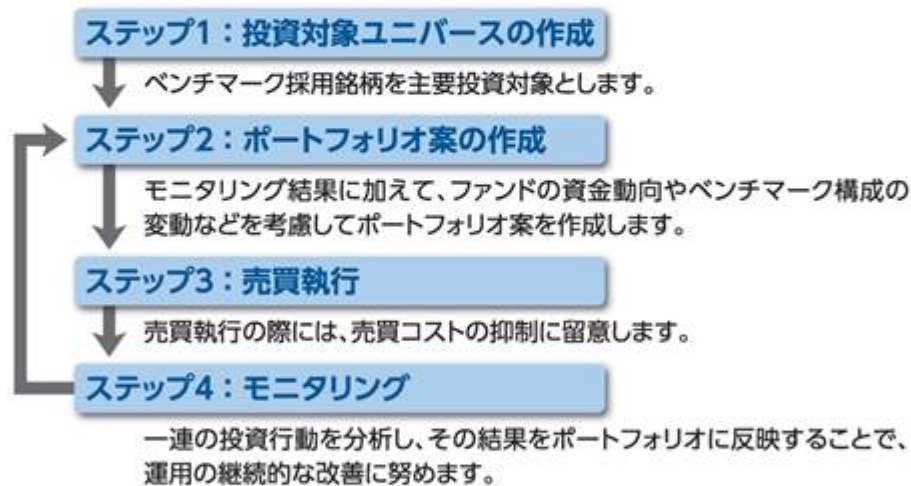 ステップ1：投資対象ユニバースの作成
ベンチマーク採用銘柄を主要投資対象とします。
ステップ2：ポートフォリオ案の作成
モニタリング結果に加えて、ファンドの資金動向やベンチマーク構成の
変動などを考慮してポートフォリオ案を作成します。
ステップ3：売買執行
売買執行の際には、売買コストの抑制に留意します。
ステップ4：モニタリング
一連の投資行動を分析し、その結果をポートフォリオに反映することで、
運用の継続的な改善に努めます。